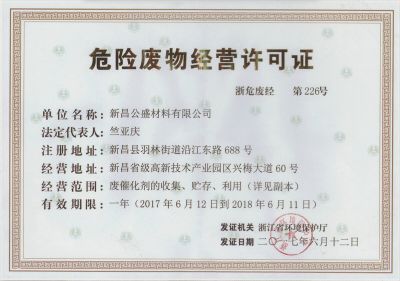 危险废物经营许可证
浙危废经 第226号
单位名称：新昌公盛材料有限公司
法定代表人：竺亚庆
注册地址：新昌县羽林街道沿江东路688号
经营地址：新昌省级高新技术产业园区兴梅大道60号
经营范围：废催化剂的收集、贮存、利用（详见副本）
有效期限：一年（2017年6月12日到2018年6月11日）
发证机关 浙江省环境保护厅
发证日期 二〇一七年六月十二日